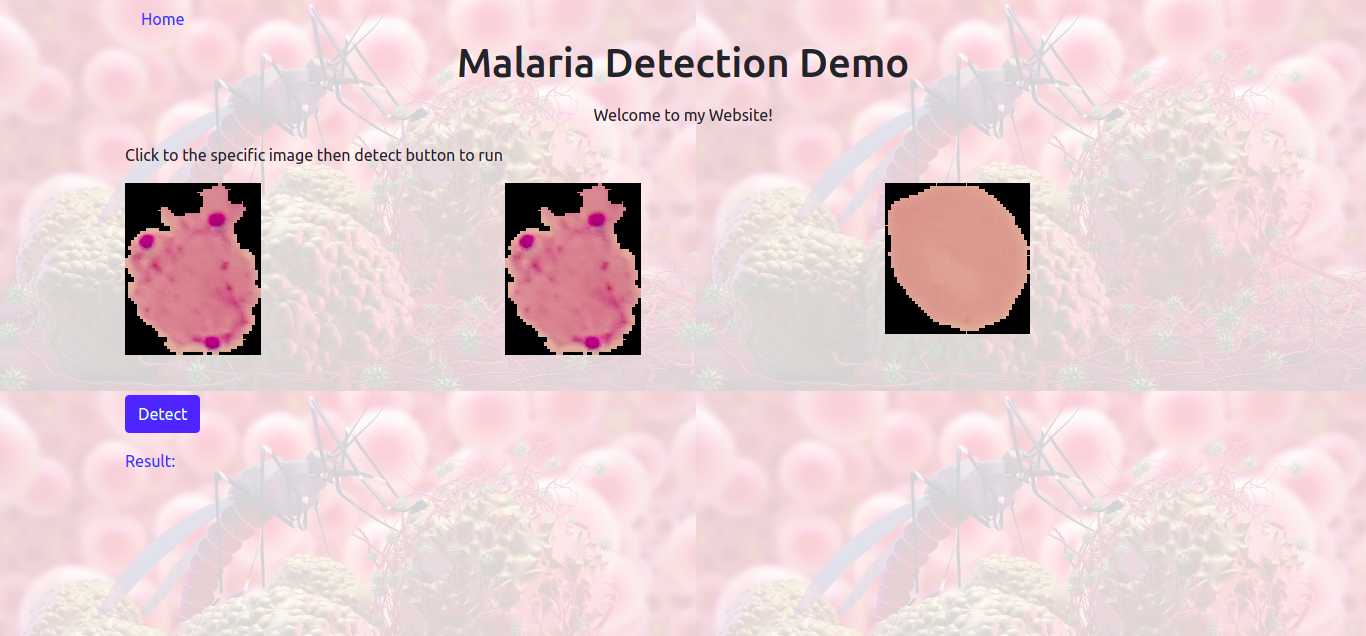 Home
Malaria Detection Demo
Welcome to my Website!
Click to the specific image then detect button to run
Detect
Result: